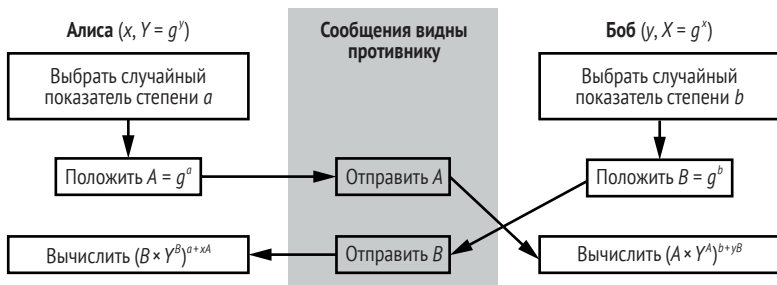 Алиса (x, Y = g^y)
Сообщения видны
противнику
Боб (y, X = g^x)
Выбрать случайный
показатель степени a
Выбрать случайный
показатель степени b
Положить A = g^a
Отправить A
Положить B = g^b
Вычислить (B × Y^B)^{a + xA}
Отправить B
Вычислить (A × Y^A)^{b + yB}